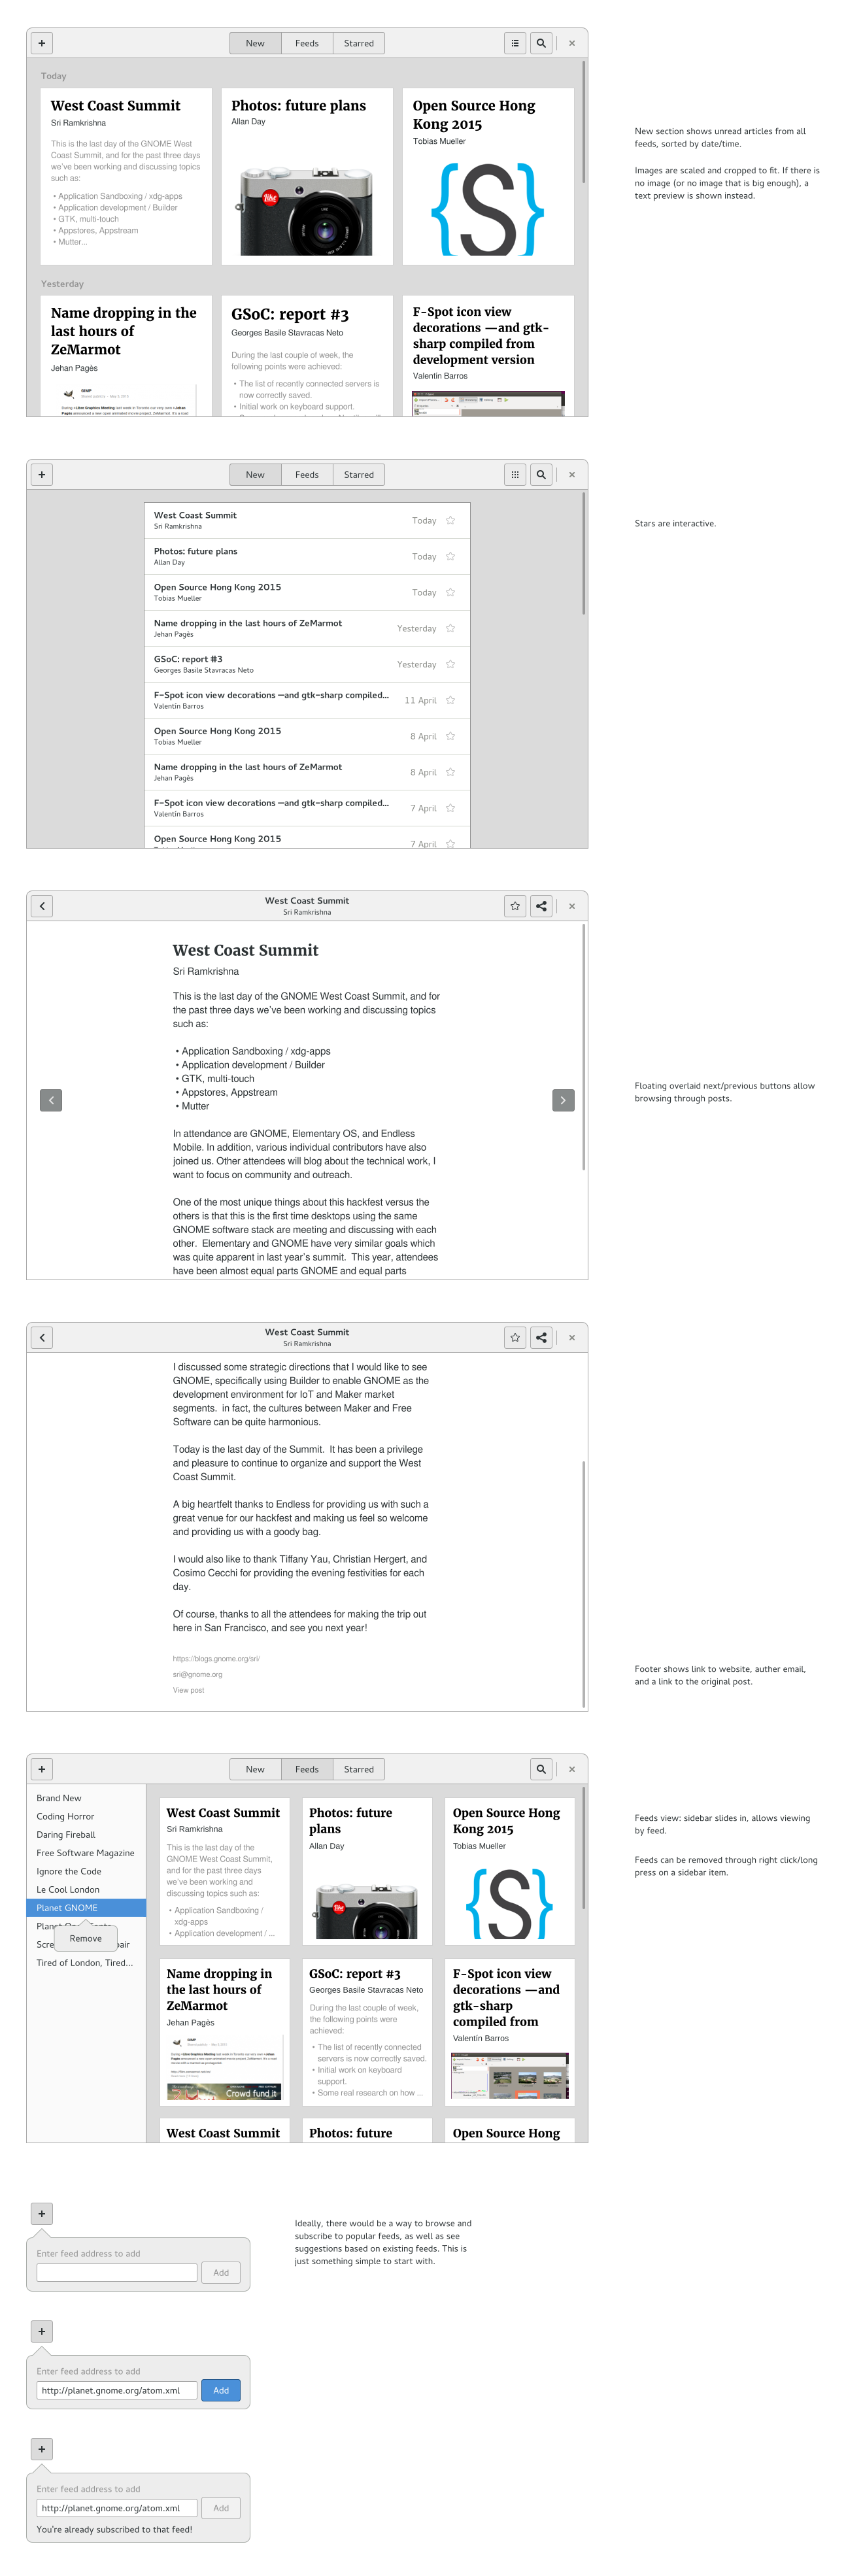 New Feeds Starred
Today
West Coast Summit
Sri Ramkrishna
This is the last day of the GNOME West
Coast Summit, and for the past three days
we've been working and discussing topics
such as:
• Application Sandboxing / xdg-apps
• Application development / Builder
• GTK, multi-touch
• Appstores, Appstream
• Mutter...
Photos: future plans
Allan Day
Open Source Hong
Kong 2015
Tobias Mueller
{S}
New section shows unread articles from all
feeds, sorted by date/time.
Images are scaled and cropped to fit. If there is
no image (or no image that is big enough), a
text preview is shown instead.
Yesterday
Name dropping in the
last hours of
ZeMarmot
Jehan Pagès
GIMP
GSoC: report #3
Georges Basile Stavracas Neto
During the last couple of week, the
following points were achieved:
• The list of recently connected servers is
now correctly saved.
• Initial work on keyboard support.
F-Spot icon view
decorations —and gtk-
sharp compiled from
development version
Valentín Barros
New Feeds Starred
West Coast Summit
Sri Ramkrishna
Today
Photos: future plans
Allan Day
Today
Open Source Hong Kong 2015
Tobias Mueller
Today
Name dropping in the last hours of ZeMarmot
Jehan Pagès
Yesterday
GSoC: report #3
Georges Basile Stavracas Neto
Yesterday
F-Spot icon view decorations —and gtk-sharp compiled...
Valentín Barros
11 April
Open Source Hong Kong 2015
Tobias Mueller
8 April
Name dropping in the last hours of ZeMarmot
Jehan Pagès
8 April
F-Spot icon view decorations —and gtk-sharp compiled...
Valentín Barros
7 April
Open Source Hong Kong 2015
7 April
Stars are interactive.
West Coast Summit
Sri Ramkrishna
West Coast Summit
Sri Ramkrishna
This is the last day of the GNOME West Coast Summit, and for
the past three days we've been working and discussing topics
such as:
• Application Sandboxing / xdg-apps
• Application development / Builder
• GTK, multi-touch
• Appstores, Appstream
• Mutter
In attendance are GNOME, Elementary OS, and Endless
Mobile. In addition, various individual contributors have also
joined us. Other attendees will blog about the technical work, I
want to focus on community and outreach.
One of the most unique things about this hackfest versus the
others is that this is the first time desktops using the same
GNOME software stack are meeting and discussing with each
other.  Elementary and GNOME have very similar goals which
was quite apparent in last year's summit.  This year, attendees
have been almost equal parts GNOME and equal parts
Floating overlaid next/previous buttons allow
browsing through posts.
West Coast Summit
Sri Ramkrishna
I discussed some strategic directions that I would like to see
GNOME, specifically using Builder to enable GNOME as the
development environment for IoT and Maker market
segments.  in fact, the cultures between Maker and Free
Software can be quite harmonious.
Today is the last day of the Summit.  It has been a privilege
and pleasure to continue to organize and support the West
Coast Summit.
A big heartfelt thanks to Endless for providing us with such a
great venue for our hackfest and making us feel so welcome
and providing us with a goody bag.
I would also like to thank Tiffany Yau, Christian Hergert, and
Cosimo Cecchi for providing the evening festivities for each
day.
Of course, thanks to all the attendees for making the trip out
here in San Francisco, and see you next year!
https://blogs.gnome.org/sri/
sri@gnome.org
View post
Footer shows link to website, auther email,
and a link to the original post.
New Feeds Starred
Brand New
Coding Horror
Daring Fireball
Free Software Magazine
Ignore the Code
Le Cool London
Planet GNOME
Remove
Tired of London, Tired...
West Coast Summit
Sri Ramkrishna
This is the last day of the
GNOME West Coast Summit,
and for the past three days
we've been working and
discussing topics such as:
• Application Sandboxing /
xdg-apps
• Application development / ...
Photos: future
plans
Allan Day
Open Source Hong
Kong 2015
Tobias Mueller
{S}
Name dropping in
the last hours of
ZeMarmot
Jehan Pagès
GIMP
Crowd fund it
GSoC: report #3
Georges Basile Stavracas Neto
During the last couple of week,
the following points were
achieved:
• The list of recently connected
servers is now correctly saved.
• Initial work on keyboard
support.
• Some real research on how ...
F-Spot icon view
decorations —and
gtk-sharp
compiled from
Valentín Barros
West Coast Summit
Photos: future
Open Source Hong
Feeds view: sidebar slides in, allows viewing
by feed.
Feeds can be removed through right click/long
press on a sidebar item.
Enter feed address to add
Add
Ideally, there would be a way to browse and
subscribe to popular feeds, as well as see
suggestions based on existing feeds. This is
just something simple to start with.
Enter feed address to add
http://planet.gnome.org/atom.xml Add
Enter feed address to add
http://planet.gnome.org/atom.xml Add
You're already subscribed to that feed!